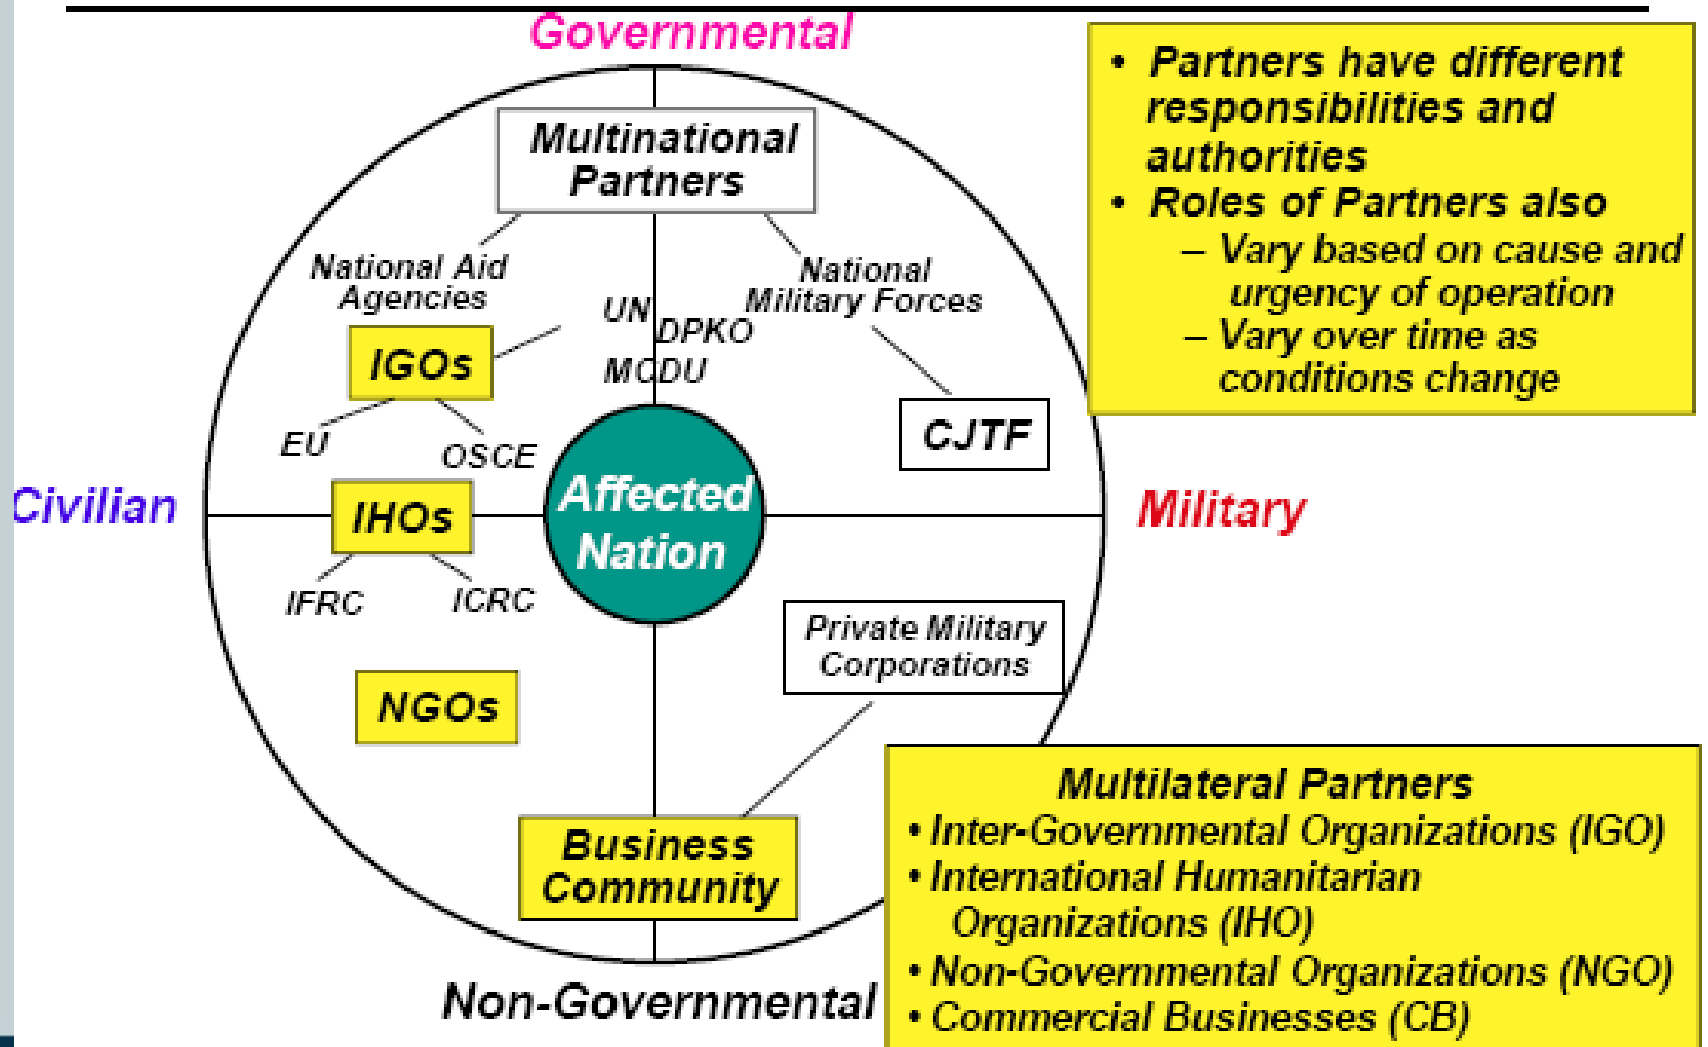 Governmental
Multinational
Partners
National Aid
Agencies
National
Military Forces
UN
DPKO
MCDU
IGOs
EU
OSCE
CJTF
Civilian
IHOs
Affected
Nation
Military
IFRC
ICRC
Private Military
Corporations
NGOs
Business
Community
Non-Governmental
• Partners have different
responsibilities and
authorities
• Roles of Partners also
– Vary based on cause and
urgency of operation
– Vary over time as
conditions change
Multilateral Partners
• Inter-Governmental Organizations (IGO)
• International Humanitarian
Organizations (IHO)
• Non-Governmental Organizations (NGO)
• Commercial Businesses (CB)